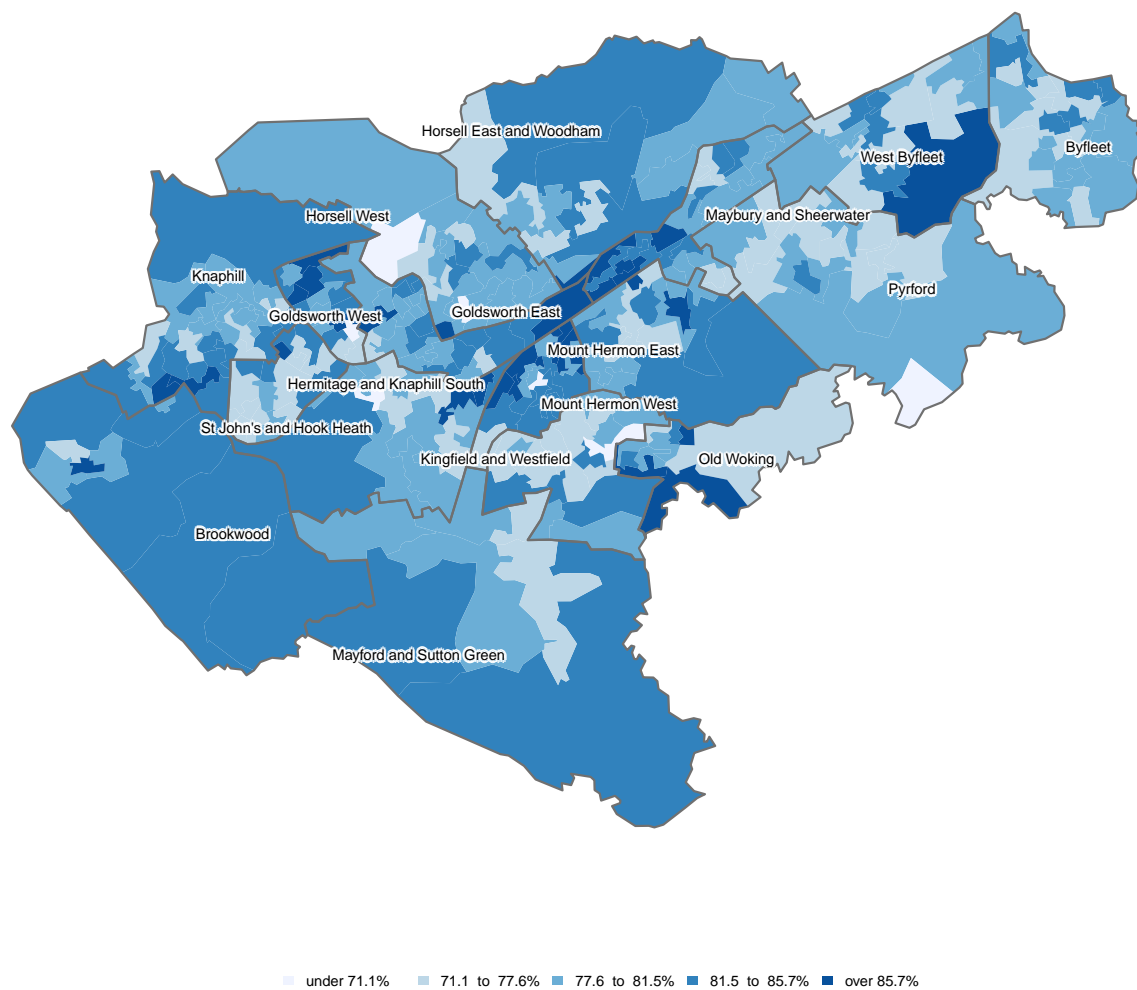 Horsell East and Woodham
Byfleet
West Byfleet
Horsell West
Maybury and Sheerwater
Knaphill
Pyrford
Goldsworth East
Goldsworth West
Mount Hermon East
Hermitage and Knaphill South
Mount Hermon West
St John's and Hook Heath
Kingfield and Westfield
Old Woking
Brookwood
Mayford and Sutton Green
under 71.1% 71.1 to 77.6% 77.6 to 81.5% 81.5 to 85.7% over 85.7%